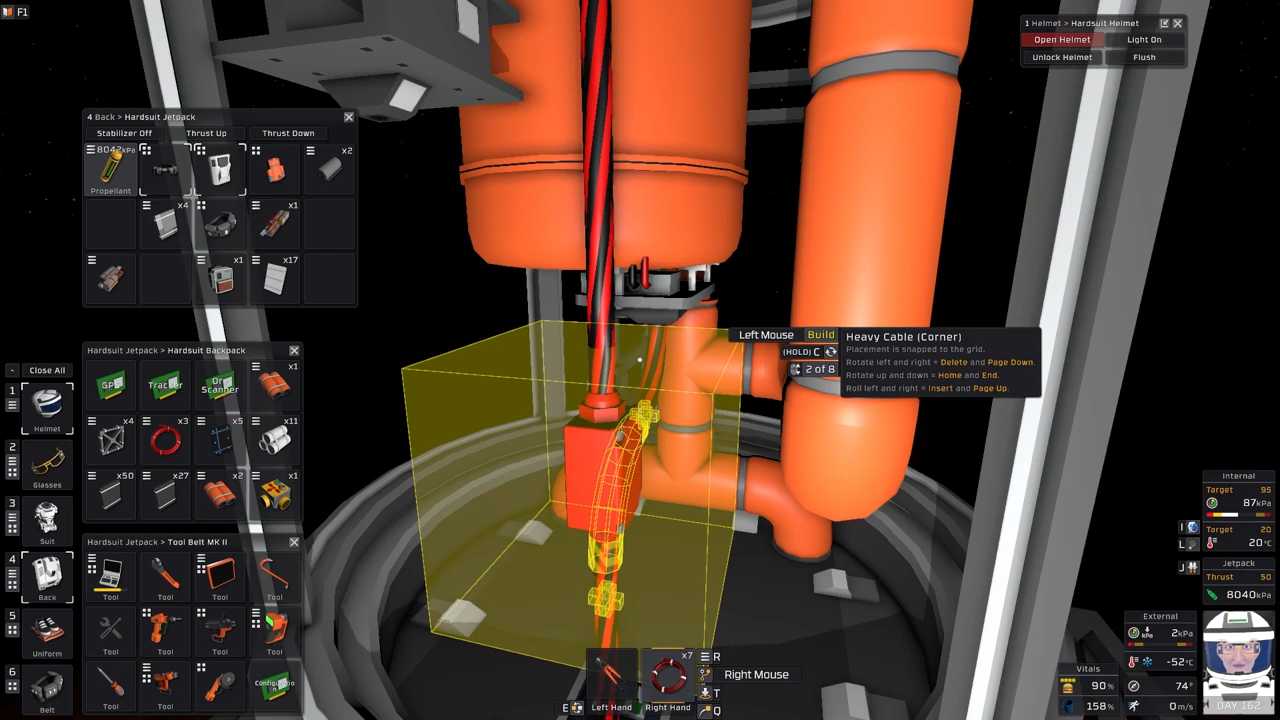 F1
1 Helmet > Hardsuit Helmet
Open Helmet
Light On
Unlock Helmet
Flush
4 Back > Hardsuit Jetpack
Stabilizer Off
Thrust Up
Thrust Down
8042kPa
x2
Propellant
x4
x1
x1
x17
Left Mouse
Build
(HOLD) C
2 of 8
Heavy Cable (Corner)
Placement is snapped to the grid.
Rotate left and right = Delete and Page Down.
Rotate up and down = Home and End.
Roll left and right = Insert and Page Up.
Hardsuit Jetpack > Hardsuit Backpack
GPS
Tracker
Ore Scanner
x1
x4
x3
x5
x11
x50
x27
x2
x1
~
Close All
1
Helmet
2
Glasses
3
Suit
4
Back
5
Uniform
6
Belt
Hardsuit Jetpack > Tool Belt MK II
Tool
Tool
Tool
Tool
Tool
Tool
Tool
Tool
Tool
Tool
Tool
E
Left Hand
x7
Right Hand
R
Right Mouse
T
Q
Internal
Target 95
87kPa
Target 20
20°C
I
L
J
Jetpack
Thrust 50
8040kPa
External
kPa
2kPa
-52°C
74°
0m/s
Vitals
90 %
158 %
DAY 162